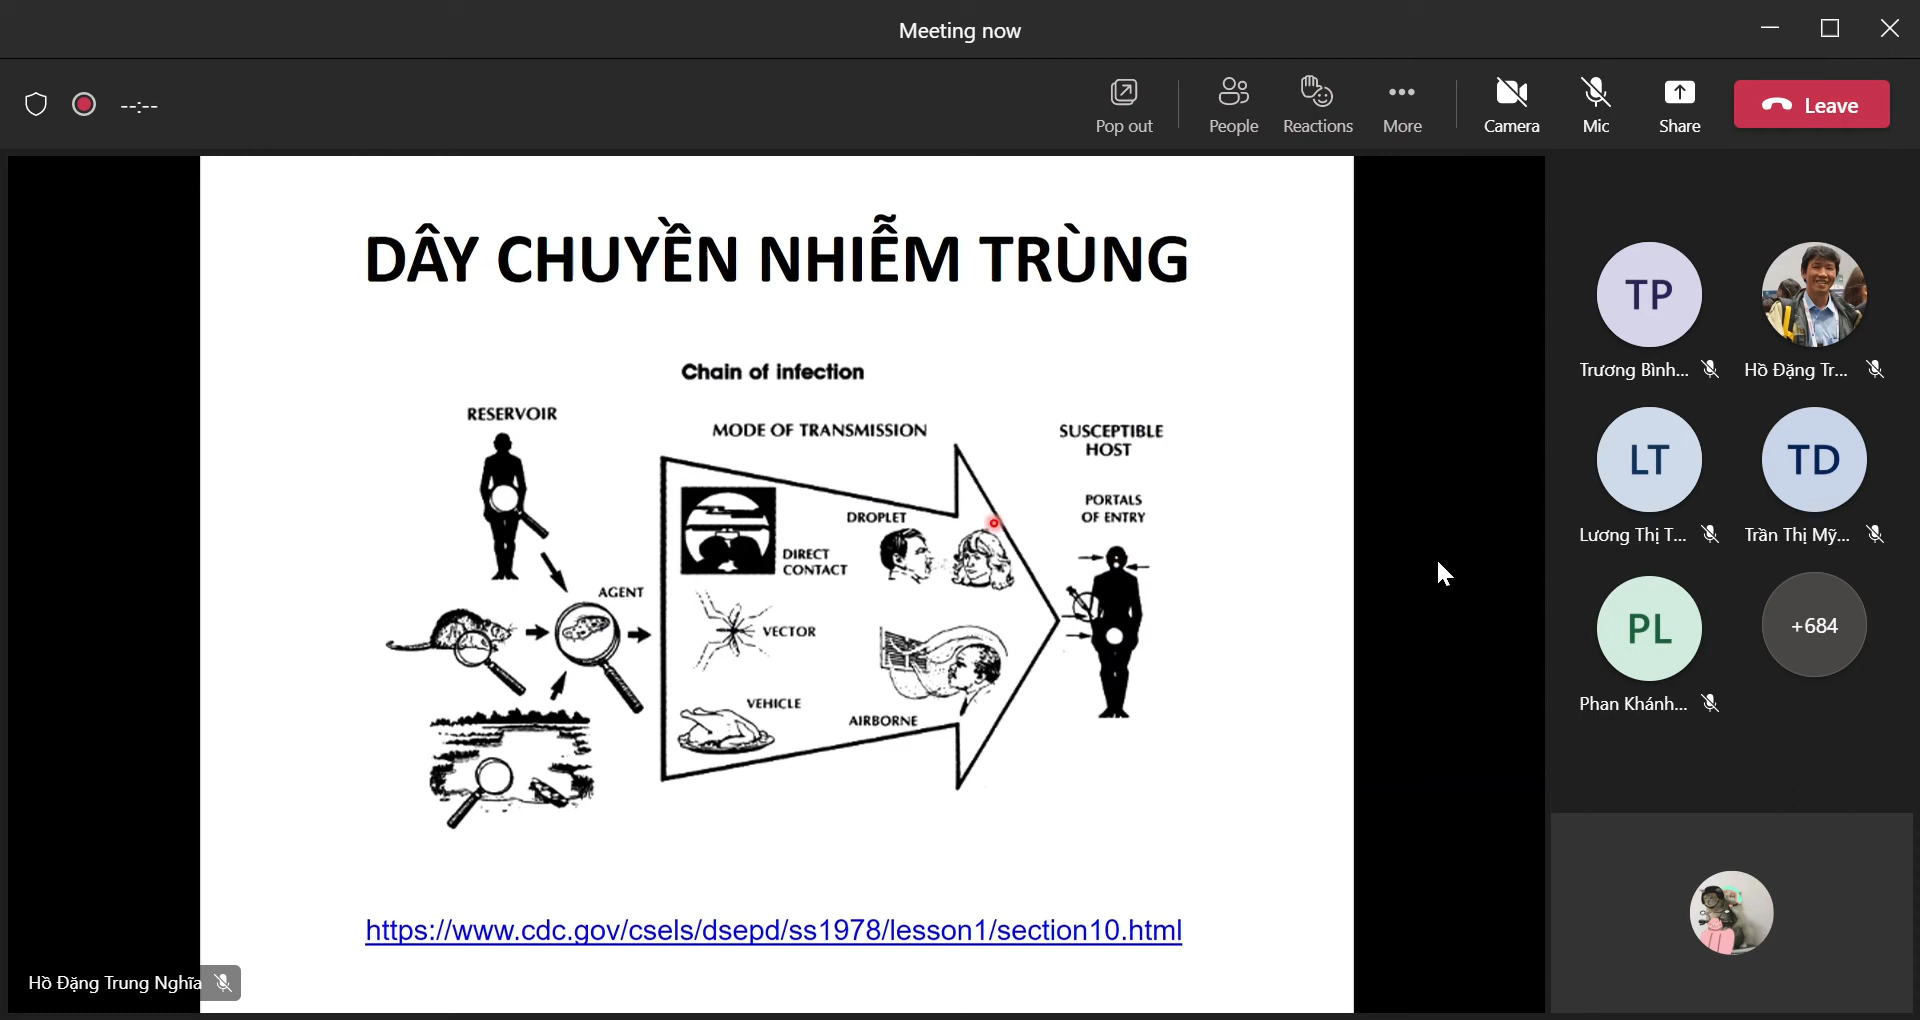 Meeting now
--:--
Pop out
People
Reactions
More
Camera
Mic
Share
Leave
DÂY CHUYỀN NHIỄM TRÙNG
Chain of infection
RESERVOIR
MODE OF TRANSMISSION
SUSCEPTIBLE
HOST
PORTALS
OF ENTRY
DROPLET
DIRECT
CONTACT
AGENT
VECTOR
VEHICLE
AIRBORNE
https://www.cdc.gov/csels/dsepd/ss1978/lesson1/section10.html
Hồ Đặng Trung Nghĩa
TP
Trương Bình...
Hồ Đặng Tr...
LT
Lương Thị T...
TD
Trần Thị Mỹ...
PL
Phan Khánh...
+684